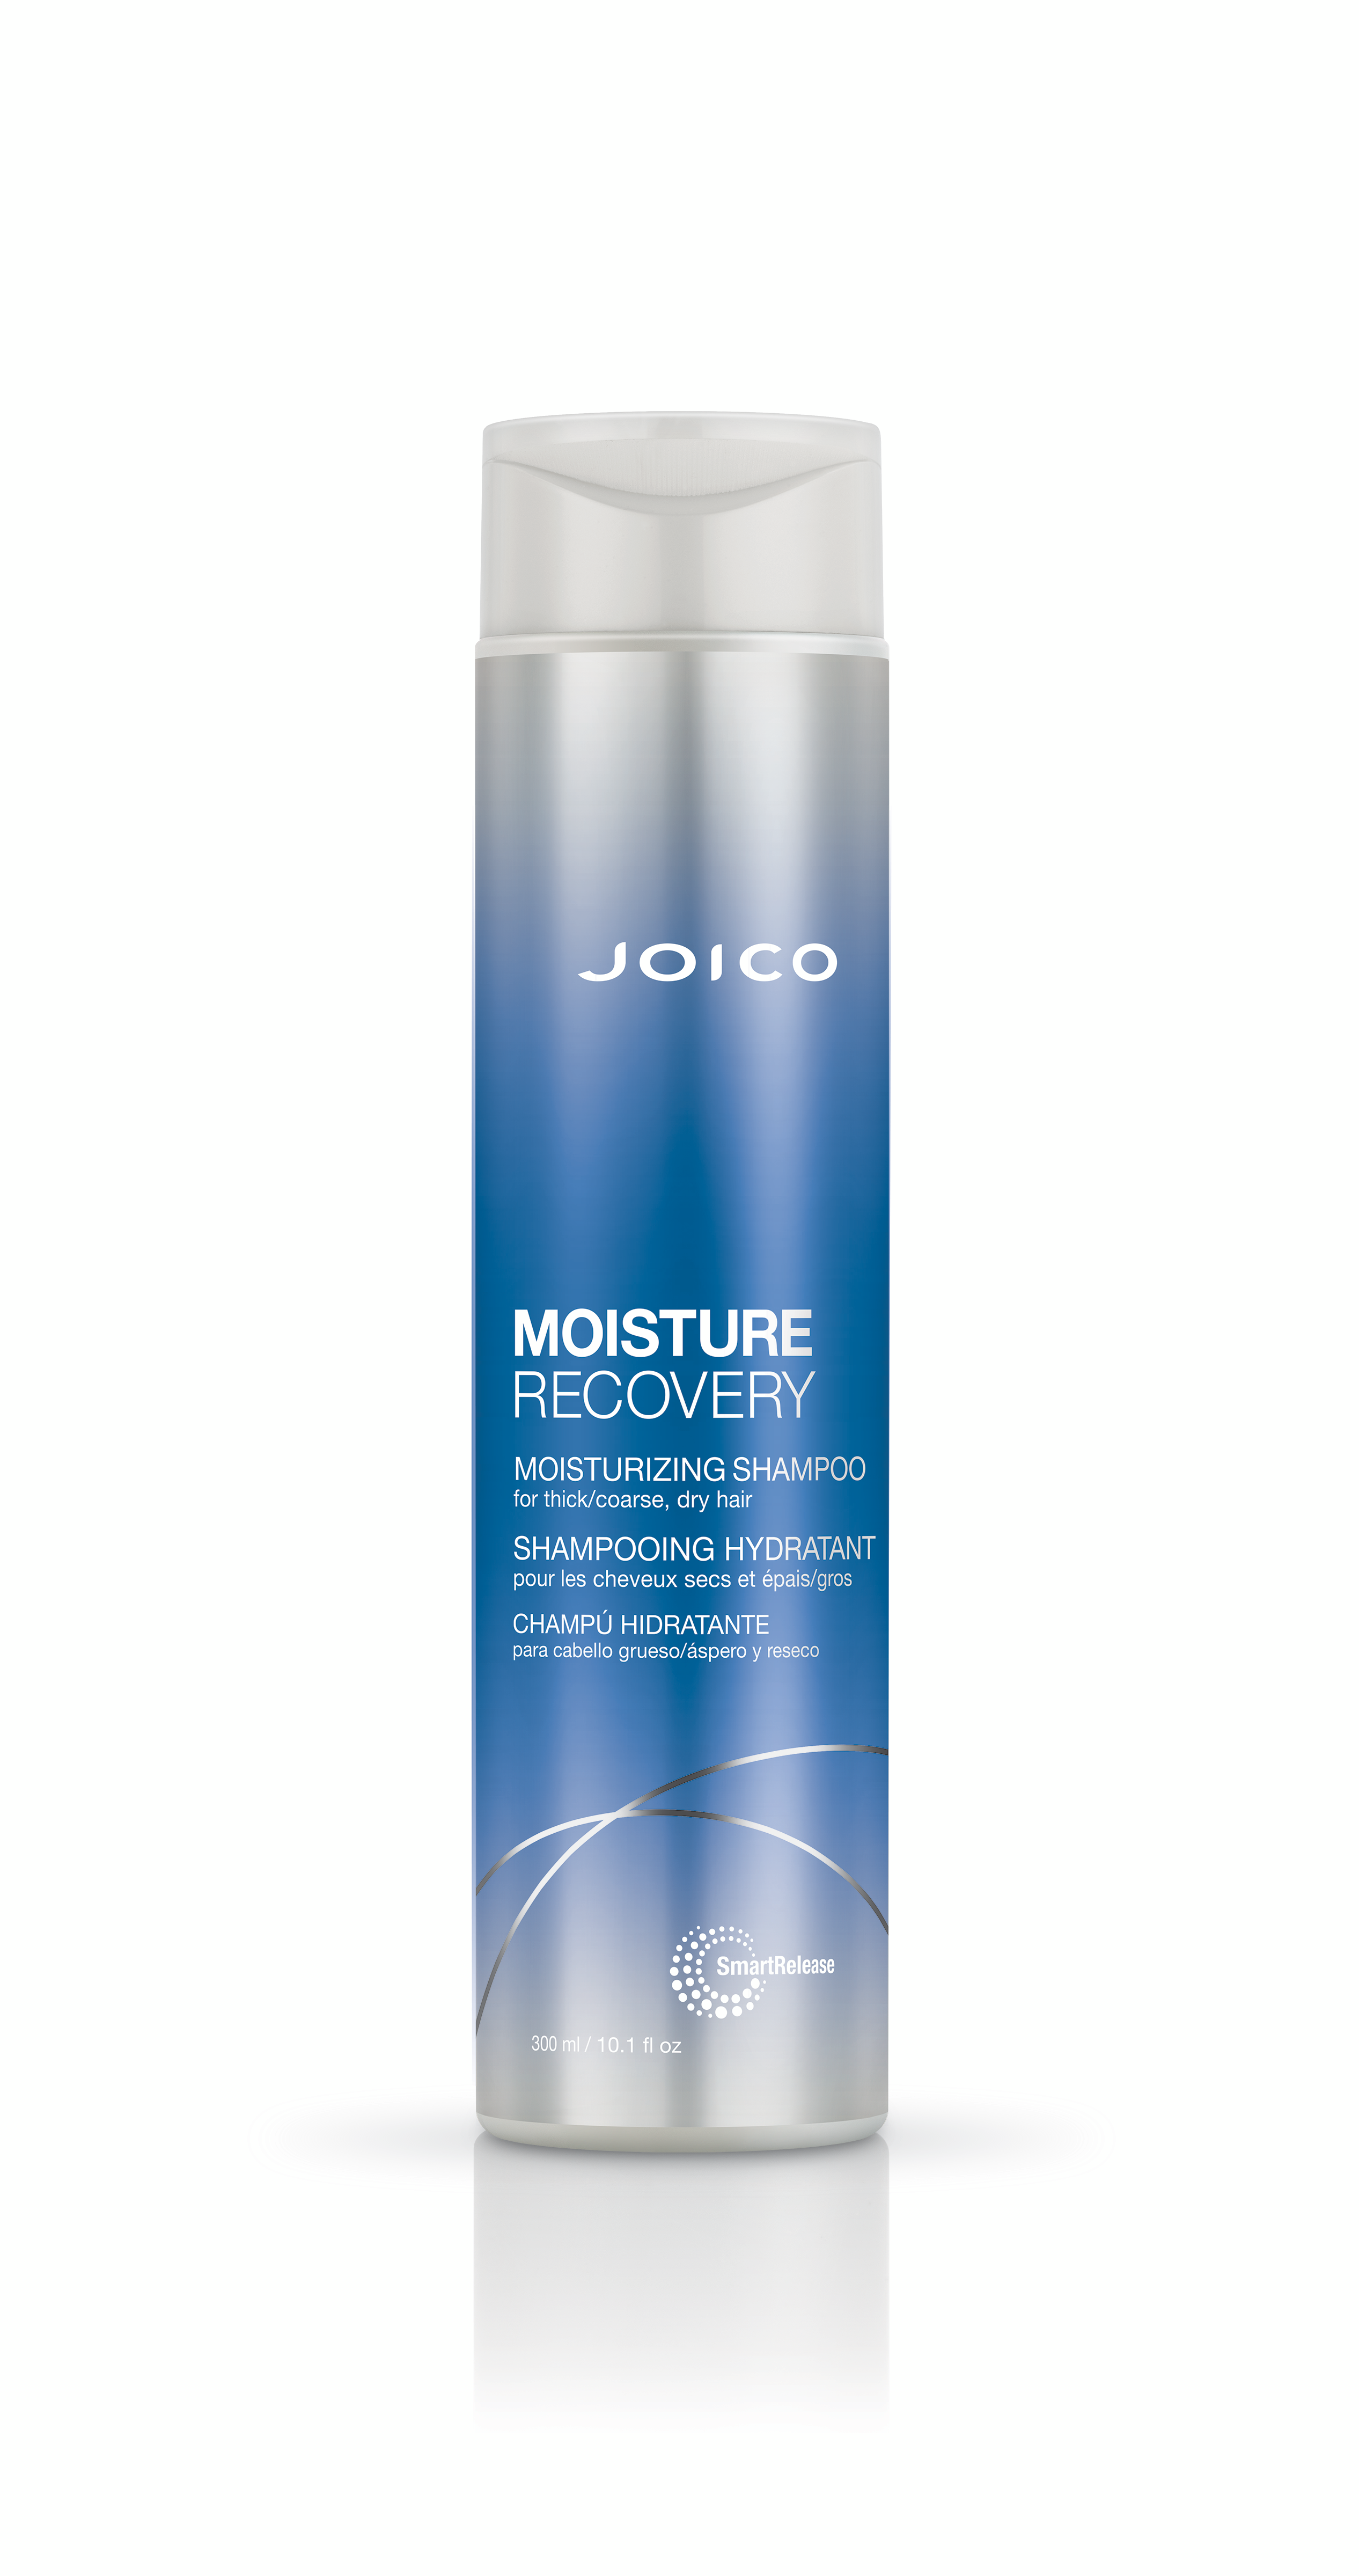 JOICO
MOISTURE
RECOVERY
MOISTURIZING SHAMPOO
for thick/coarse, dry hair
SHAMPOOING HYDRATANT
pour les cheveux secs et épais/gros
CHAMPÚ HIDRATANTE
para cabello grueso/áspero y reseco
SmartRelease
300 ml / 10.1 fl oz